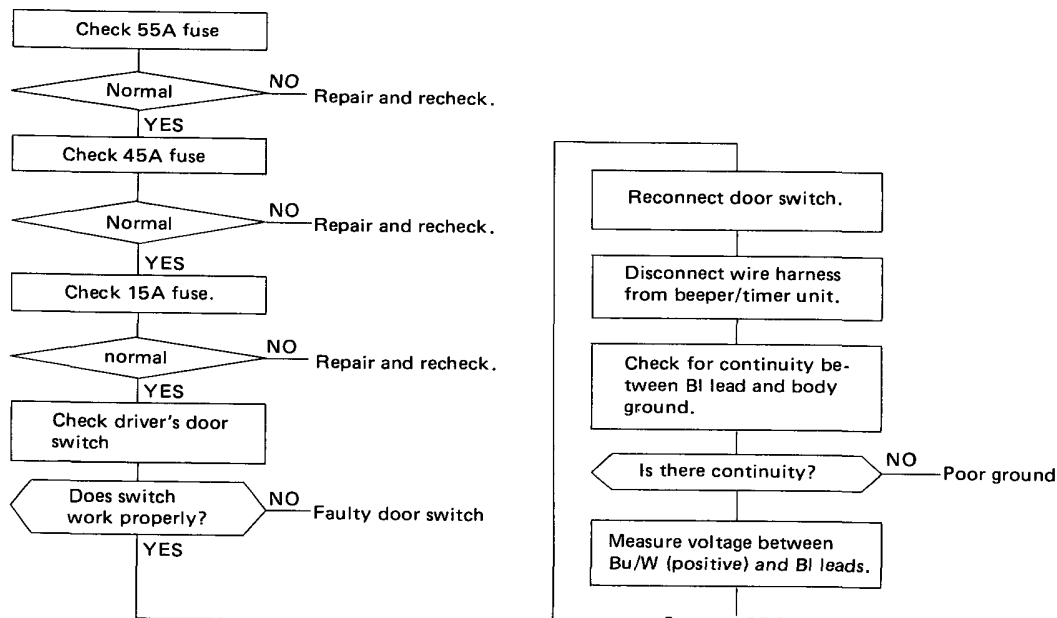 Check 55A fuse
Normal
NO
Repair and recheck.
YES
Check 45A fuse
Normal
NO
Repair and recheck.
YES
Check 15A fuse.
normal
NO
Repair and recheck.
YES
Check driver's door
switch
Does switch
work properly?
NO
Faulty door switch
YES
Reconnect door switch.
Disconnect wire harness
from beeper/timer unit.
Check for continuity be-
tween Bl lead and body
ground.
Is there continuity?
NO
Poor ground
Measure voltage between
Bu/W (positive) and Bl leads.